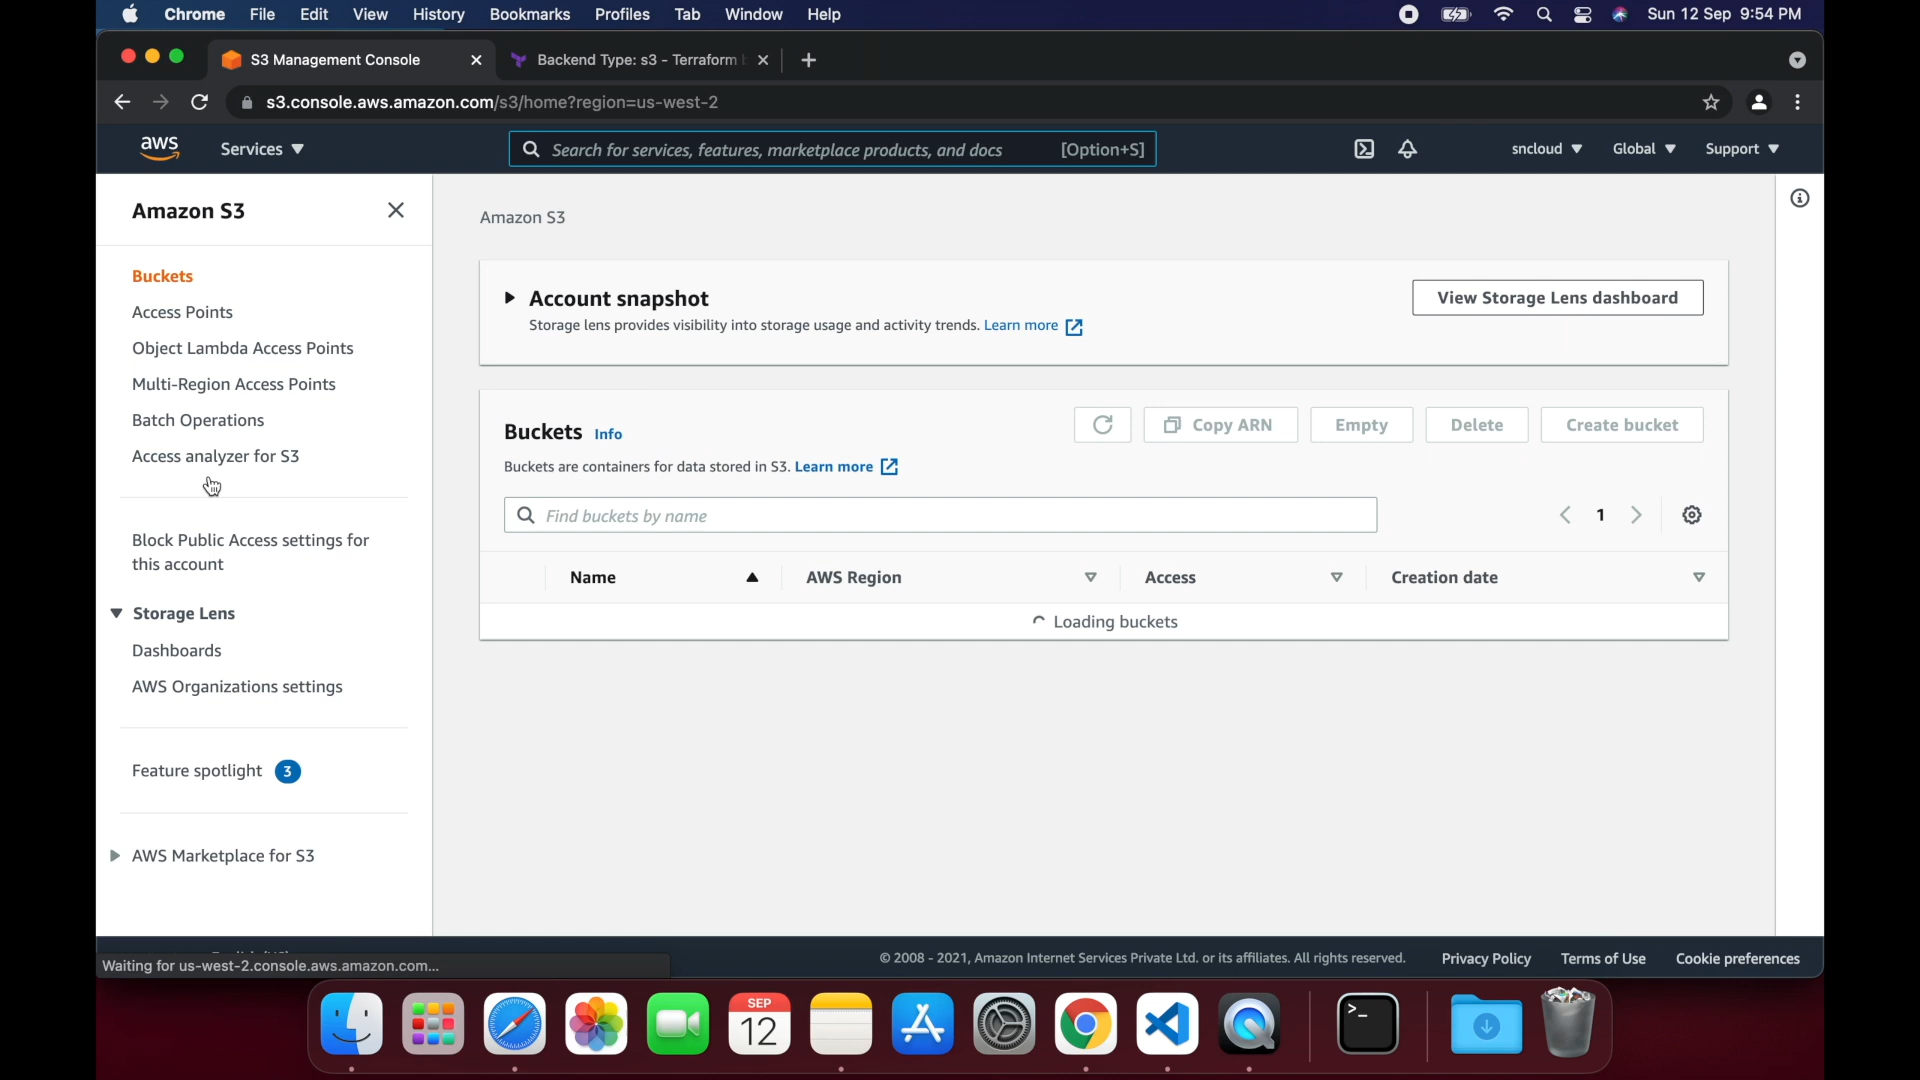 Chrome File Edit View History Bookmarks Profiles Tab Window Help Sun 12 Sep 9:54 PM
S3 Management Console Backend Type: s3 - Terraform
s3.console.aws.amazon.com/s3/home?region=us-west-2
aws Services Search for services, features, marketplace products, and docs [Option+S] sncloud Global Support
Amazon S3
Buckets
Access Points
Object Lambda Access Points
Multi-Region Access Points
Batch Operations
Access analyzer for S3
Block Public Access settings for
this account
Storage Lens
Dashboards
AWS Organizations settings
Feature spotlight 3
AWS Marketplace for S3
Amazon S3
Account snapshot
Storage lens provides visibility into storage usage and activity trends. Learn more
View Storage Lens dashboard
Buckets Info
Copy ARN Empty Delete Create bucket
Buckets are containers for data stored in S3. Learn more
Find buckets by name
1
Name AWS Region Access Creation date
Loading buckets
Waiting for us-west-2.console.aws.amazon.com...
© 2008 - 2021, Amazon Internet Services Private Ltd. or its affiliates. All rights reserved. Privacy Policy Terms of Use Cookie preferences
SEP
12